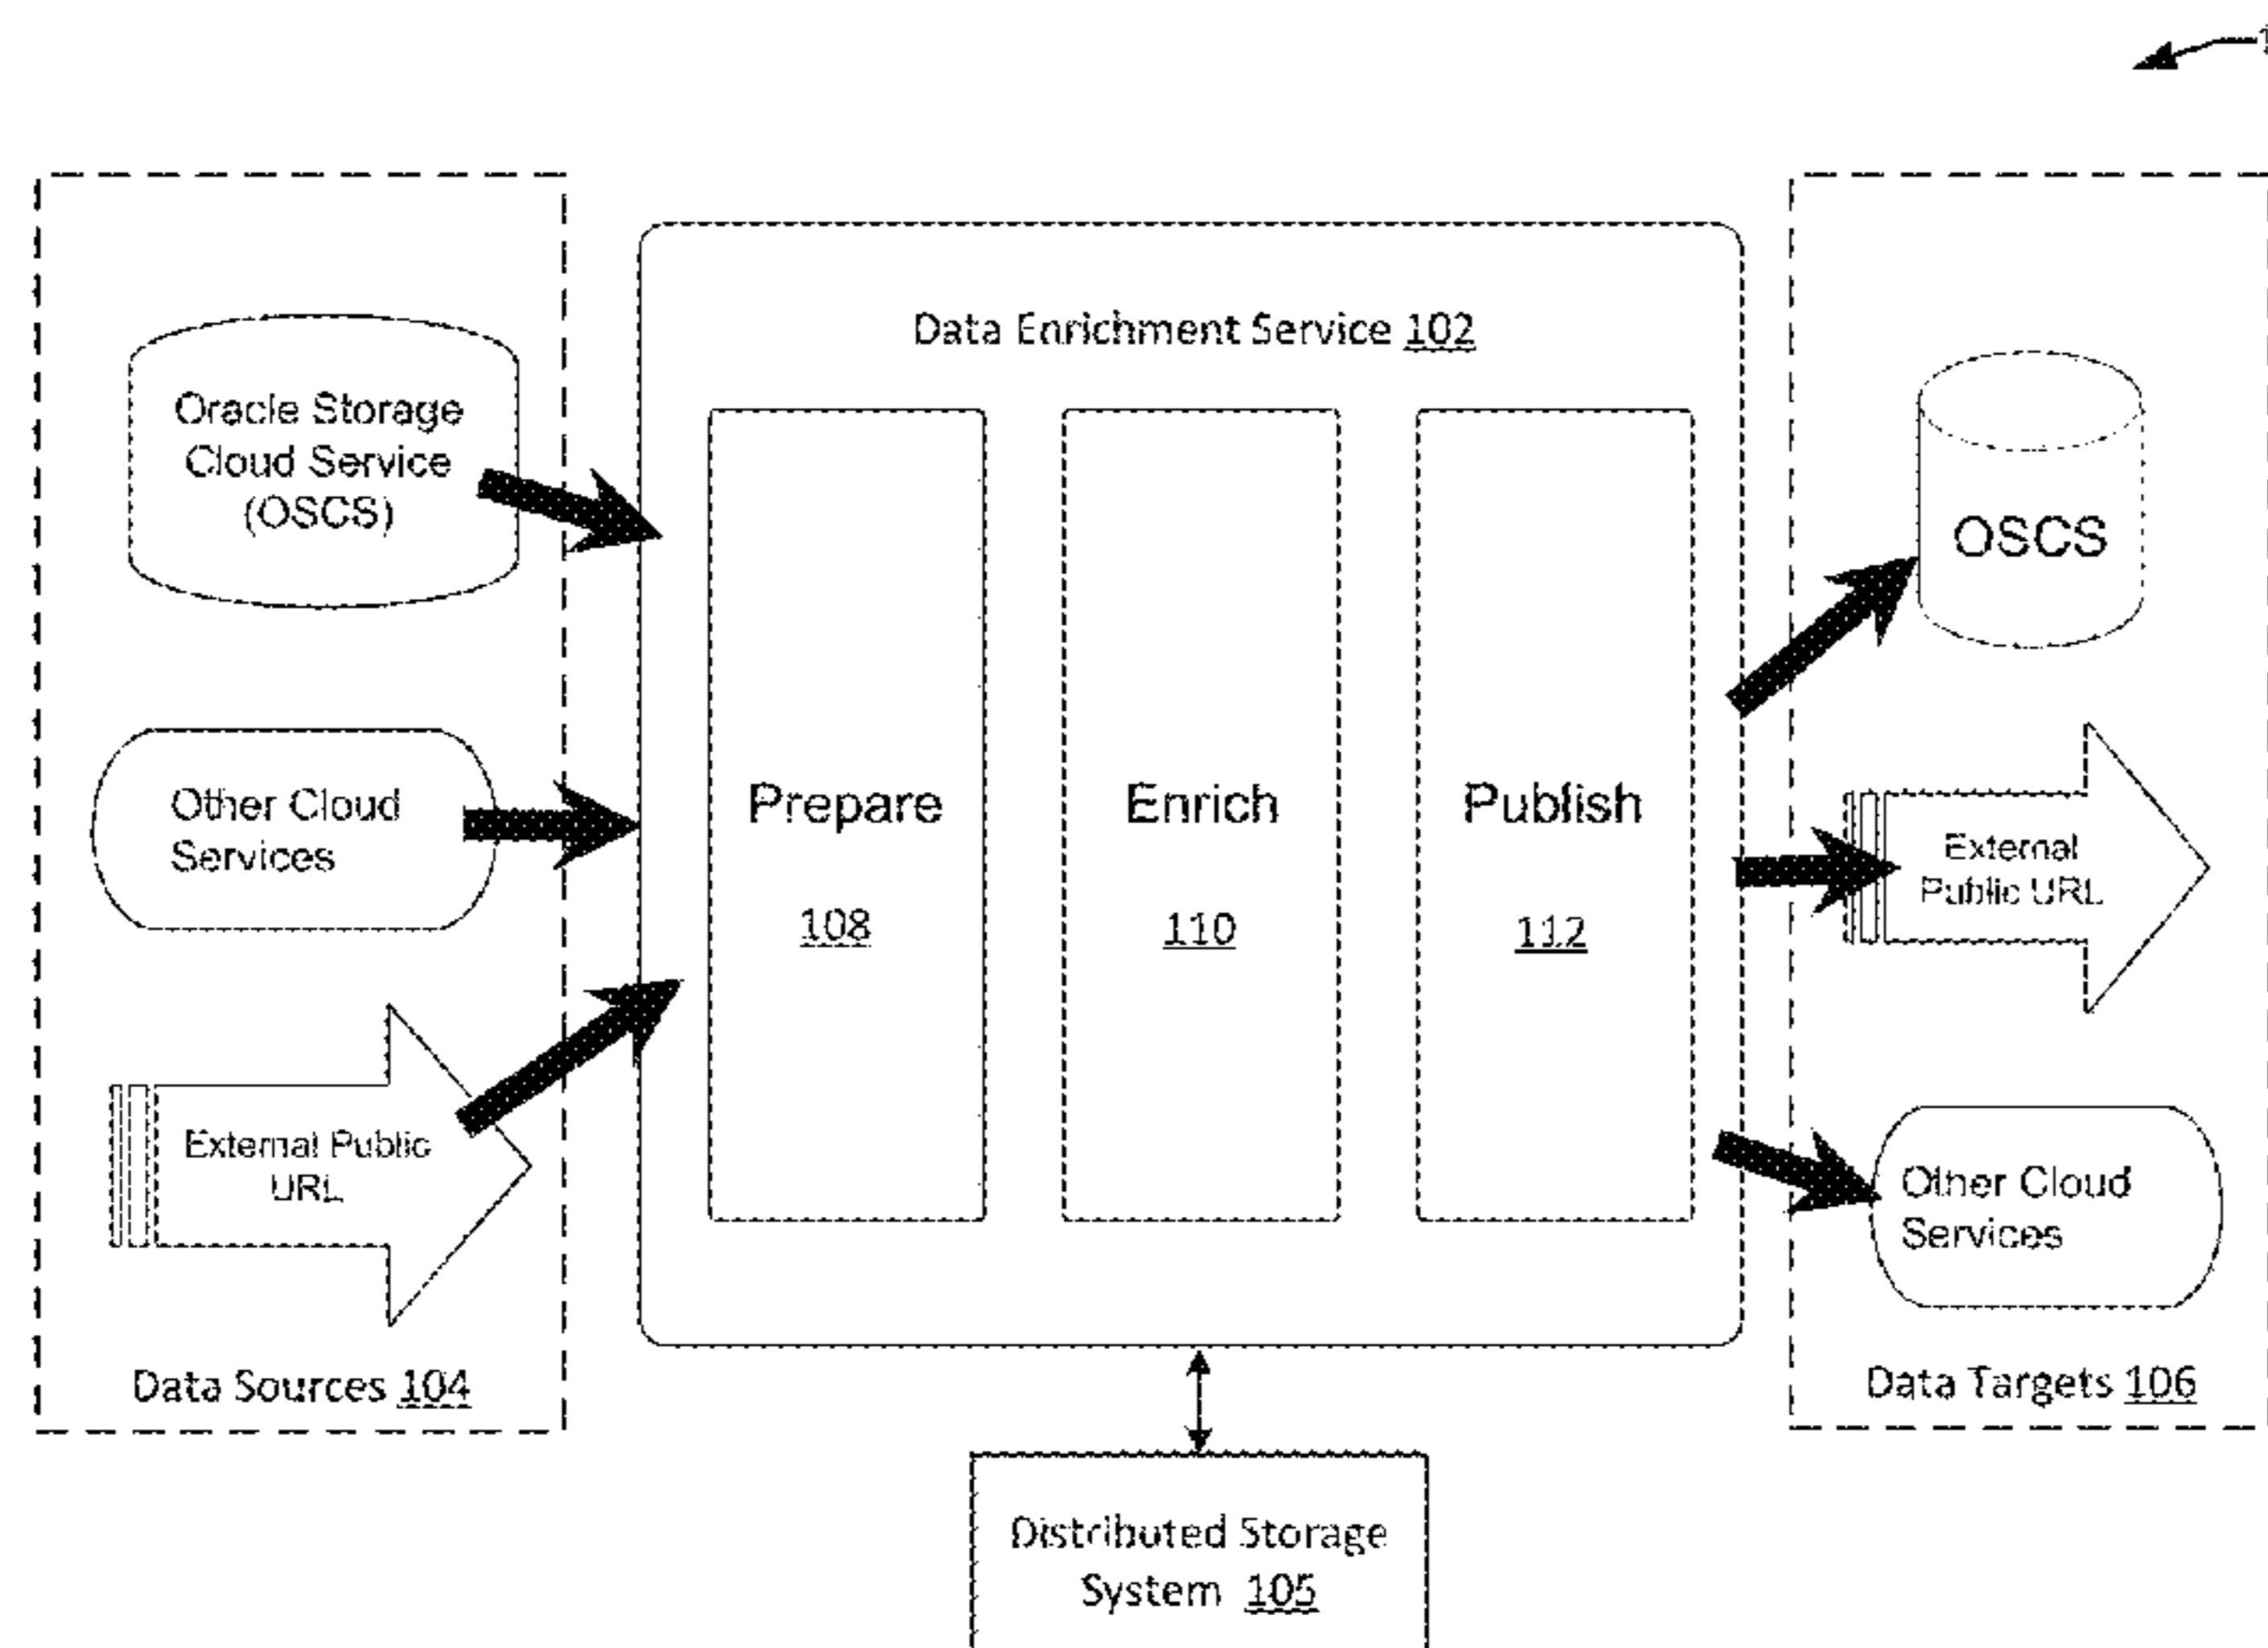 Data Enrichment Service 102
Oracle Storage
Cloud Service
(OSCS)
Other Cloud
Services
External Public
URL
Data Sources 104
Prepare
108
Enrich
110
Publish
112
OSCS
External
Public URL
Other Cloud
Services
Data Targets 106
Distributed Storage
System 105